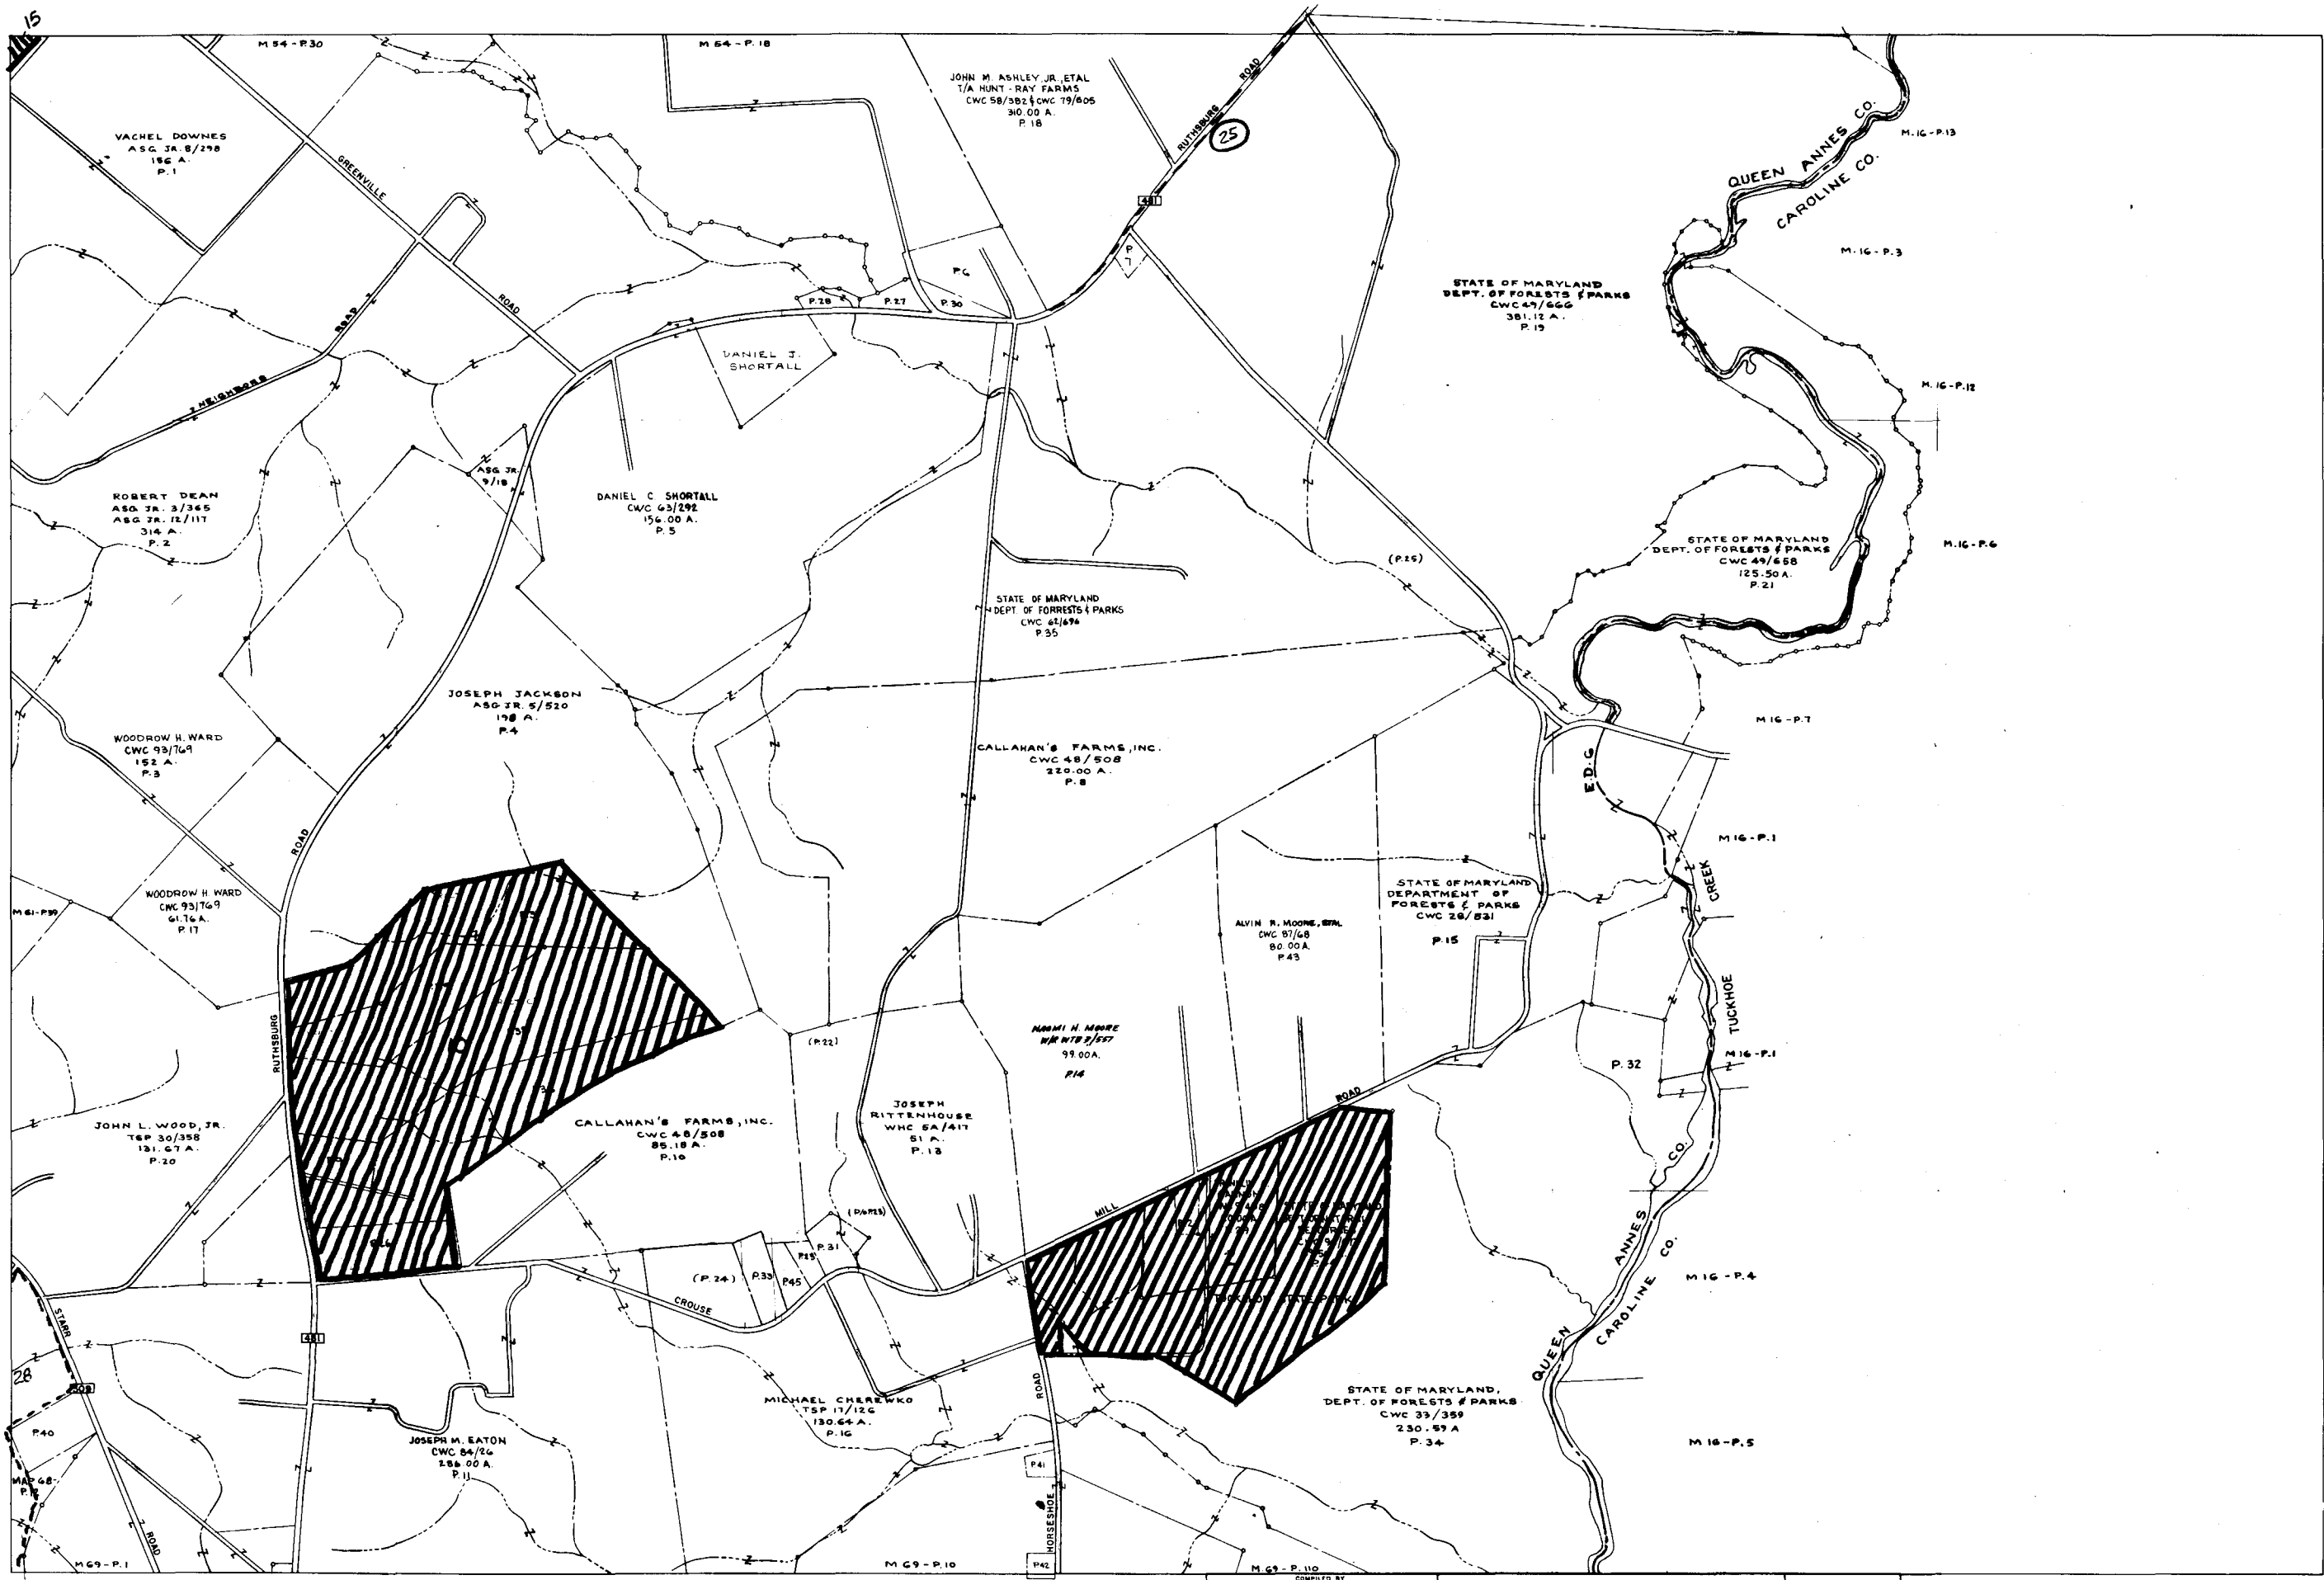 15
M 54 - P.30
M 54 - P. 18
JOHN M. ASHLEY, JR., ETAL
T/A HUNT - RAY FARMS
CWC 58/382 & CWC 79/605
310.00 A.
P. 18
RUTHSBURG
ROAD
25
481
VACHEL DOWNES
ASG JR. 8/298
156 A.
P. 1
GREENVILLE
ROAD
QUEEN ANNES CO.
CAROLINE CO.
M. 16 - P. 13
M. 16 - P. 3
P.
7
P.6
P.28
P.27
P.30
STATE OF MARYLAND
DEPT. OF FORESTS & PARKS
CWC 49/666
381.12 A.
P. 19
NEIGHBORS
ROAD
DANIEL J.
SHORTALL
M. 16 - P.12
ROBERT DEAN
ASG JR. 3/365
ASG JR. 12/117
314 A.
P. 2
ASG JR.
9/18
DANIEL C SHORTALL
CWC 63/292
156.00 A.
P. 5
STATE OF MARYLAND
DEPT. OF FORESTS & PARKS
CWC 49/658
125.50 A.
P. 21
M.16 - P.6
(P.25)
STATE OF MARYLAND
DEPT. OF FORRESTS & PARKS
CWC 62/696
P. 35
JOSEPH JACKSON
ASG JR. 5/520
198 A.
P.4
WOODROW H. WARD
CWC 93/769
152 A.
P.3
CALLAHAN'S FARMS, INC.
CWC 48/508
220.00 A.
P. 8
M 16 - P.7
E.D. 6
M 16 - P. 1
ROAD
WOODROW H. WARD
CWC 93/769
61.76 A.
P. 17
M 61 - P.39
ALVIN R. MOORE, ETAL
CWC 87/68
80.00 A.
P.43
STATE OF MARYLAND
DEPARTMENT OF
FORESTS & PARKS
CWC 28/531
P. 15
CREEK
TUCKHOE
RUTHSBURG
10
(P.22)
NAOMI H. MOORE
99.00 A.
P.14
P. 32
M 16 - P.1
JOHN L. WOOD, JR.
TSP 30/358
131.67 A.
P. 20
CALLAHAN'S FARMS, INC.
CWC 48/508
85.18 A.
P. 10
JOSEPH
RITTENHOUSE
WHC 5A/417
51 A.
P. 13
MILL
ROAD
P.31
(P.24)
P.33
P.45
CROUSE
QUEEN ANNES CO.
CAROLINE CO.
M 16 - P. 4
STARR
ROAD
28
309
481
P.40
MAP 68-
JOSEPH M. EATON
CWC 84/26
286.00 A.
P. 11
MICHAEL CHEREWKO
TSP 17/126
130.64 A.
P. 16
ROAD
HORSESHOE
P.41
P.42
STATE OF MARYLAND,
DEPT. OF FORESTS & PARKS
CWC 33/359
230.59 A
P. 34
M 16 - P. 5
M 69 - P. 1
M 69 - P. 10
M. 69 - P. 110
COMPILED BY